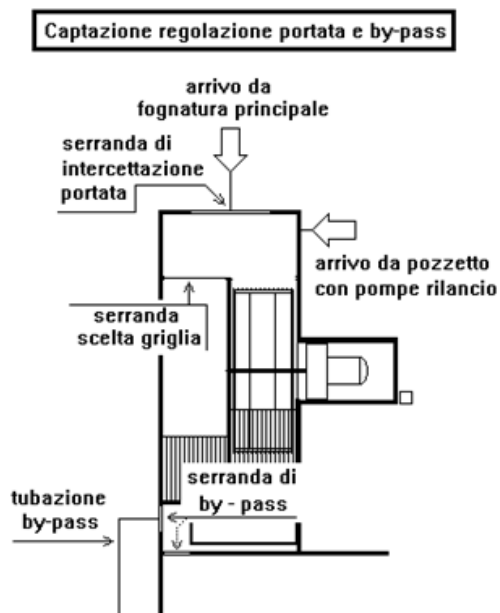 Captazione regolazione portata e by-pass
arrivo da
fognatura principale
serranda di
intercettazione
portata
arrivo da pozzetto
con pompe rilancio
serranda
scelta griglia
serranda di
by - pass
tubazione
by-pass